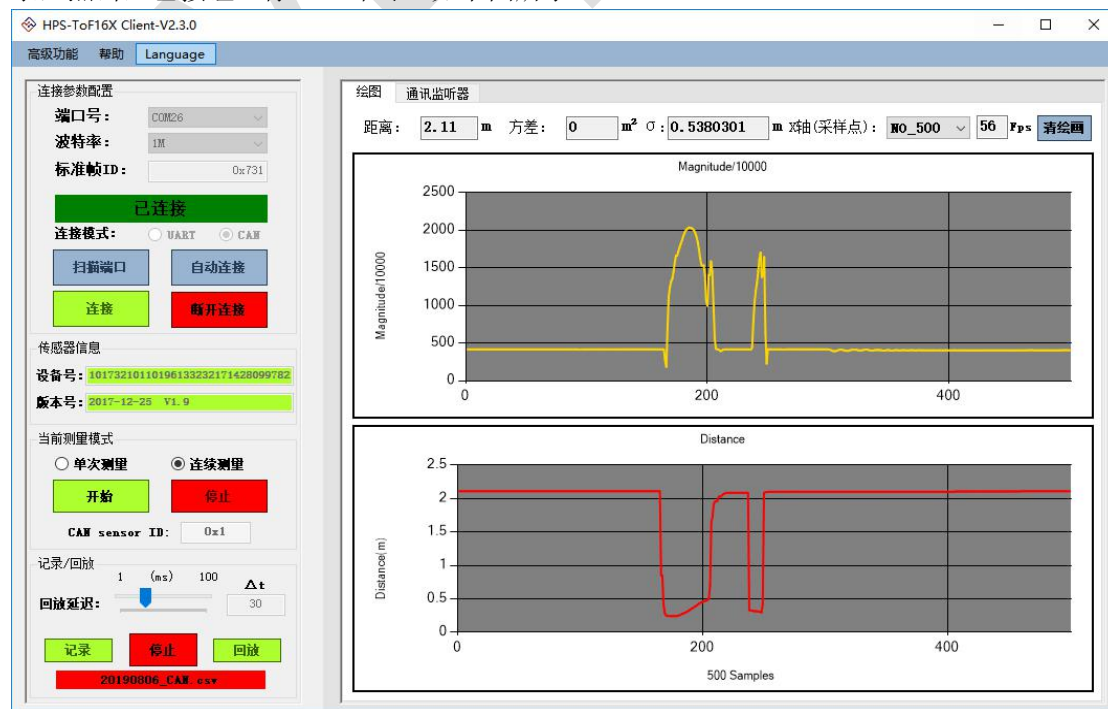 HPS-ToF16X Client-V2.3.0
高级功能 帮助 Language
连接参数配置
端口号： COM26
波特率： 1M
标准帧ID： 0x731
已连接
连接模式： UART CAN
扫描端口 自动连接
连接 断开连接
传感器信息
设备号： 10173210110196133232171428099782
版本号： 2017-12-25 V1.9
当前测量模式
单次测量 连续测量
开始 停止
CAN sensor ID: 0x1
记录/回放
1 (ms) 100 Δt
回放延迟： 30
记录 停止 回放
20190806_CAN.csv
绘图 通讯监听器
距离： 2.11 m 方差： 0 m² σ：0.5380301 m X轴(采样点)： NO_500 56 Fps 清绘画
Magnitude/10000
Magnitude/10000
2500
2000
1500
1000
500
0
0 200 400
Distance
Distance(m)
2.5
2
1.5
1
0.5
0
0 200 400
500 Samples